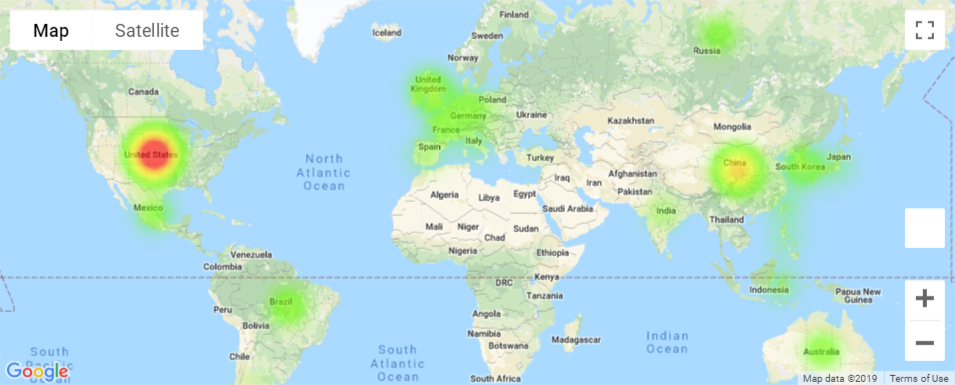 Map
Satellite
Finland
Iceland
Sweden
Russia
Norway
Canada
United
Kingdom
Poland
Germany
Ukraine
Kazakhstan
France
Mongolia
Italy
Spain
United States
North
Atlantic
Ocean
Turkey
China
South Korea
Japan
Iraq
Iran
Afghanistan
Pakistan
Algeria
Libya
Egypt
Mexico
Saudi Arabia
India
Thailand
Mali
Niger
Chad
Sudan
Nigeria
Ethiopia
Venezuela
Colombia
Kenya
DRC
Indonesia
Papua New
Guinea
Tanzania
Brazil
Peru
Angola
Bolivia
Namibia
Madagascar
Botswana
Indian
Ocean
South
Pacific
Ocean
Chile
South
Atlantic
Ocean
Australia
South Africa
Google
Map data ©2019
Terms of Use